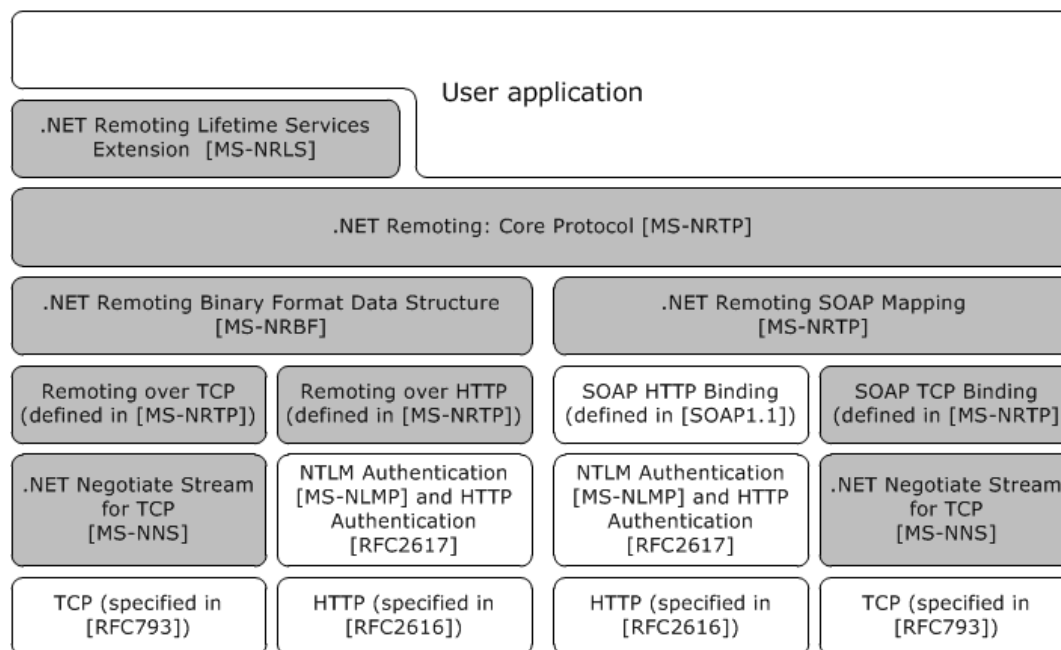 User application
.NET Remoting Lifetime Services
Extension [MS-NRLS]
.NET Remoting: Core Protocol [MS-NRTP]
.NET Remoting Binary Format Data Structure
[MS-NRBF]
.NET Remoting SOAP Mapping
[MS-NRTP]
Remoting over TCP
(defined in [MS-NRTP])
Remoting over HTTP
(defined in [MS-NRTP])
SOAP HTTP Binding
(defined in [SOAP1.1])
SOAP TCP Binding
(defined in [MS-NRTP]
.NET Negotiate Stream
for TCP
[MS-NNS]
NTLM Authentication
[MS-NLMP] and HTTP
Authentication
[RFC2617]
NTLM Authentication
[MS-NLMP] and HTTP
Authentication
[RFC2617]
.NET Negotiate Stream
for TCP
[MS-NNS]
TCP (specified in
[RFC793])
HTTP (specified in
[RFC2616])
HTTP (specified in
[RFC2616])
TCP (specified in
[RFC793])